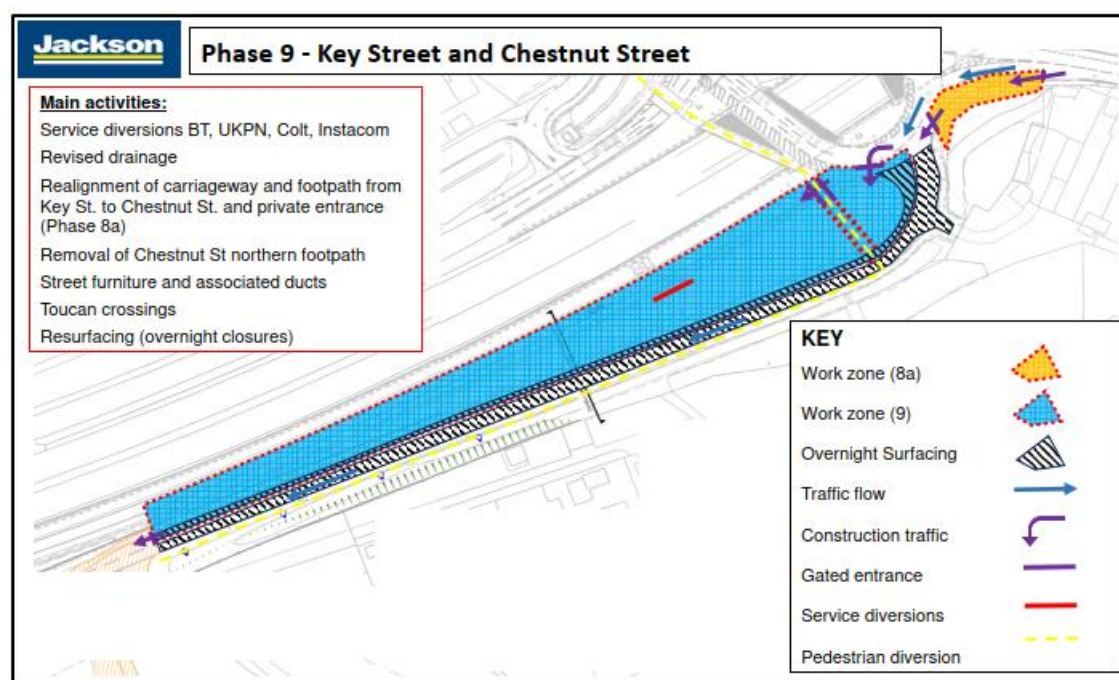 Jackson
Phase 9 - Key Street and Chestnut Street
Main activities:
Service diversions BT, UKPN, Colt, Instacom
Revised drainage
Realignment of carriageway and footpath from
Key St. to Chestnut St. and private entrance
(Phase 8a)
Removal of Chestnut St northern footpath
Street furniture and associated ducts
Toucan crossings
Resurfacing (overnight closures)
KEY
Work zone (8a)
Work zone (9)
Overnight Surfacing
Traffic flow
Construction traffic
Gated entrance
Service diversions
Pedestrian diversion